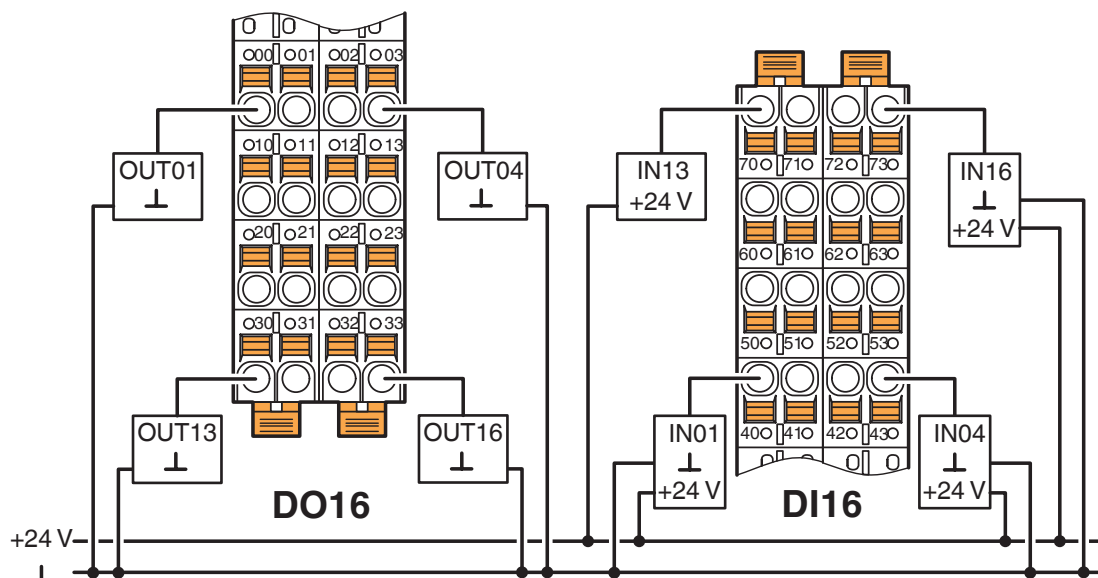 00 01 02 03
OUT01
10 11 12 13
OUT04
20 21 22 23
30 31 32 33
OUT13
OUT16
DO16
IN13
+24 V
70 71 72 73
IN16
+24 V
60 61 62 63
50 51 52 53
IN01
+24 V
40 41 42 43
IN04
+24 V
DI16
+24 V